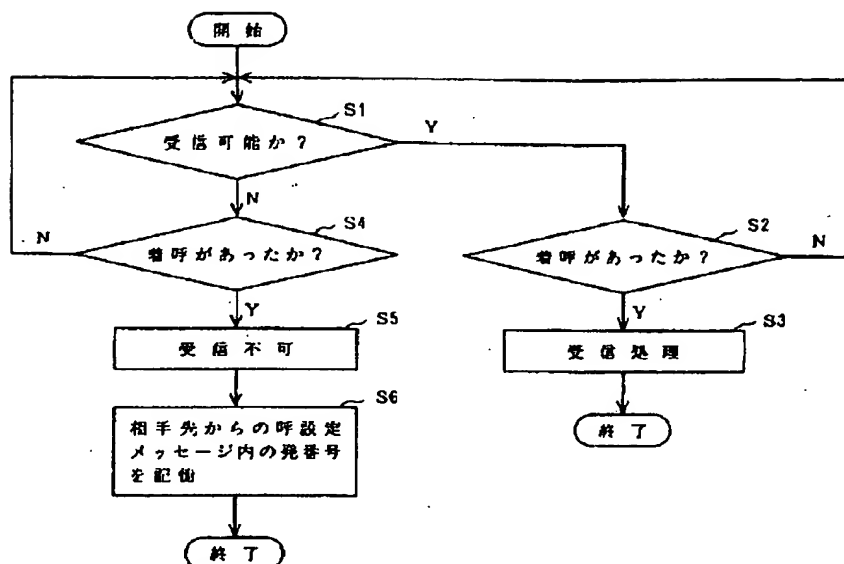 開始
S1
受信可能か？
Y
N
S4
着呼があったか？
N
Y
S2
着呼があったか？
N
Y
S5
受信不可
S3
受信処理
S6
相手先からの呼設定
メッセージ内の発番号
を記憶
終了
終了